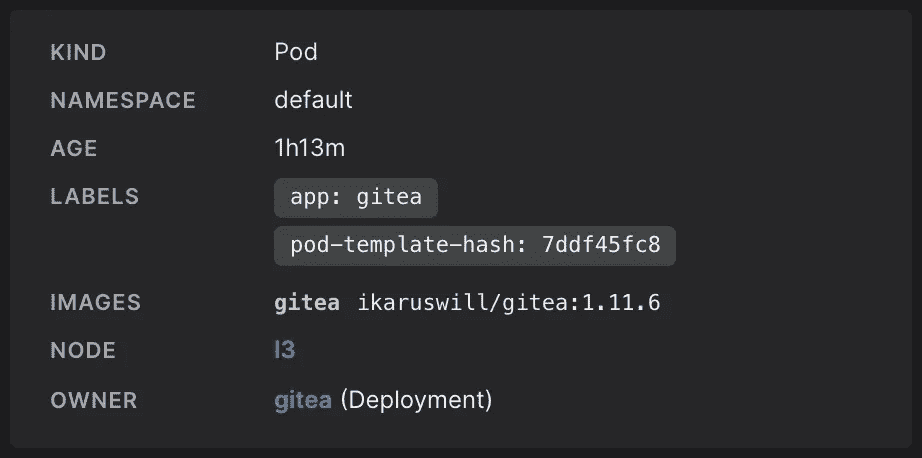 KIND Pod
NAMESPACE default
AGE 1h13m
LABELS app: gitea
pod-template-hash: 7ddf45fc8
IMAGES gitea ikaruswill/gitea:1.11.6
NODE l3
OWNER gitea (Deployment)